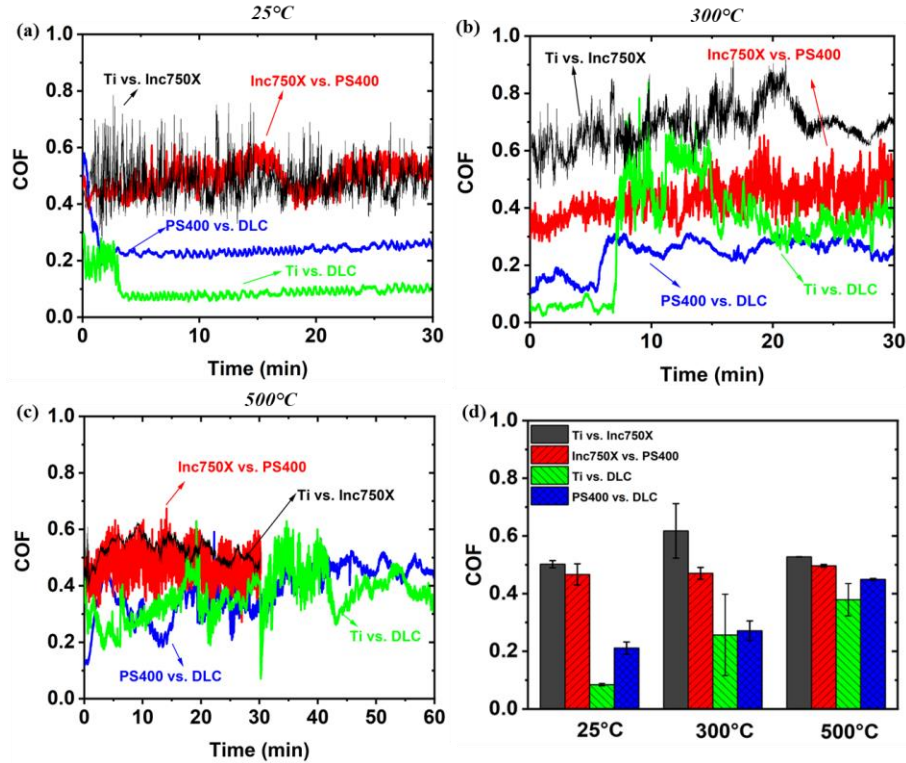 25°C
(a)
1.0
0.8
0.6
0.4
0.2
0.0
COF
Ti vs. Inc750X
Inc750X vs. PS400
PS400 vs. DLC
Ti vs. DLC
0 10 20 30
Time (min)
300°C
(b)
1.0
0.8
0.6
0.4
0.2
0.0
COF
Ti vs. Inc750X
Inc750X vs. PS400
PS400 vs. DLC
Ti vs. DLC
0 10 20 30
Time (min)
500°C
(c)
1.0
0.8
0.6
0.4
0.2
0.0
COF
Inc750X vs. PS400
Ti vs. Inc750X
PS400 vs. DLC
Ti vs. DLC
0 10 20 30 40 50 60
Time (min)
(d)
1.0
0.8
0.6
0.4
0.2
0.0
COF
Ti vs. Inc750X
Inc750X vs. PS400
Ti vs. DLC
PS400 vs. DLC
25°C 300°C 500°C